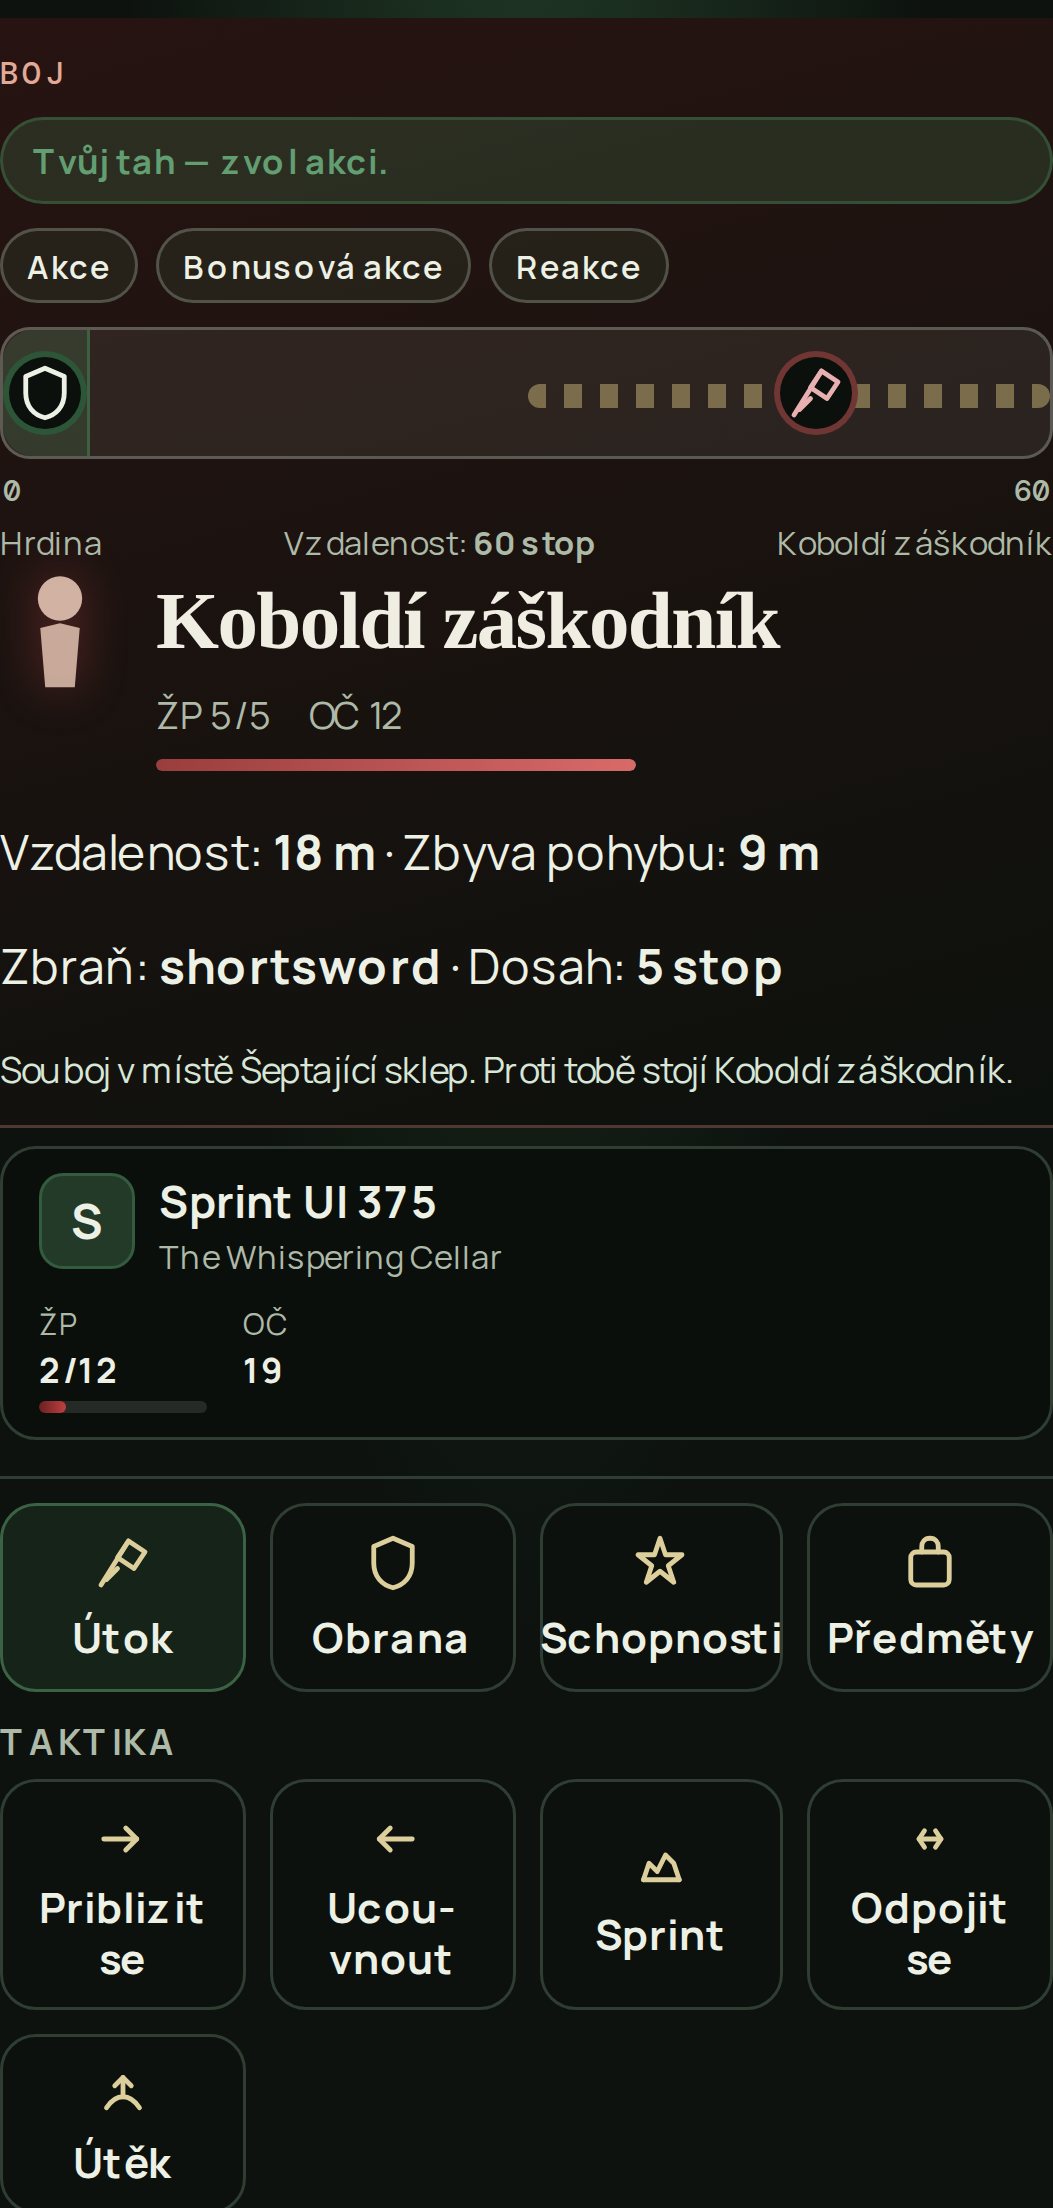 BOJ
Tvůj tah — zvol akci.
Akce Bonusová akce Reakce
0 60
Hrdina Vzdalenost: 60 stop Koboldí záškodník
Koboldí záškodník
ŽP 5/5 OČ 12
Vzdalenost: 18 m · Zbyva pohybu: 9 m
Zbraň: shortsword · Dosah: 5 stop
Souboj v místě Šeptající sklep. Proti tobě stojí Koboldí záškodník.
S
Sprint UI 375
The Whispering Cellar
ŽP OČ
2/12 19
Útok Obrana Schopnosti Předměty
TAKTIKA
Priblizit Ucou- Sprint Odpojit
se vnout se
Útěk